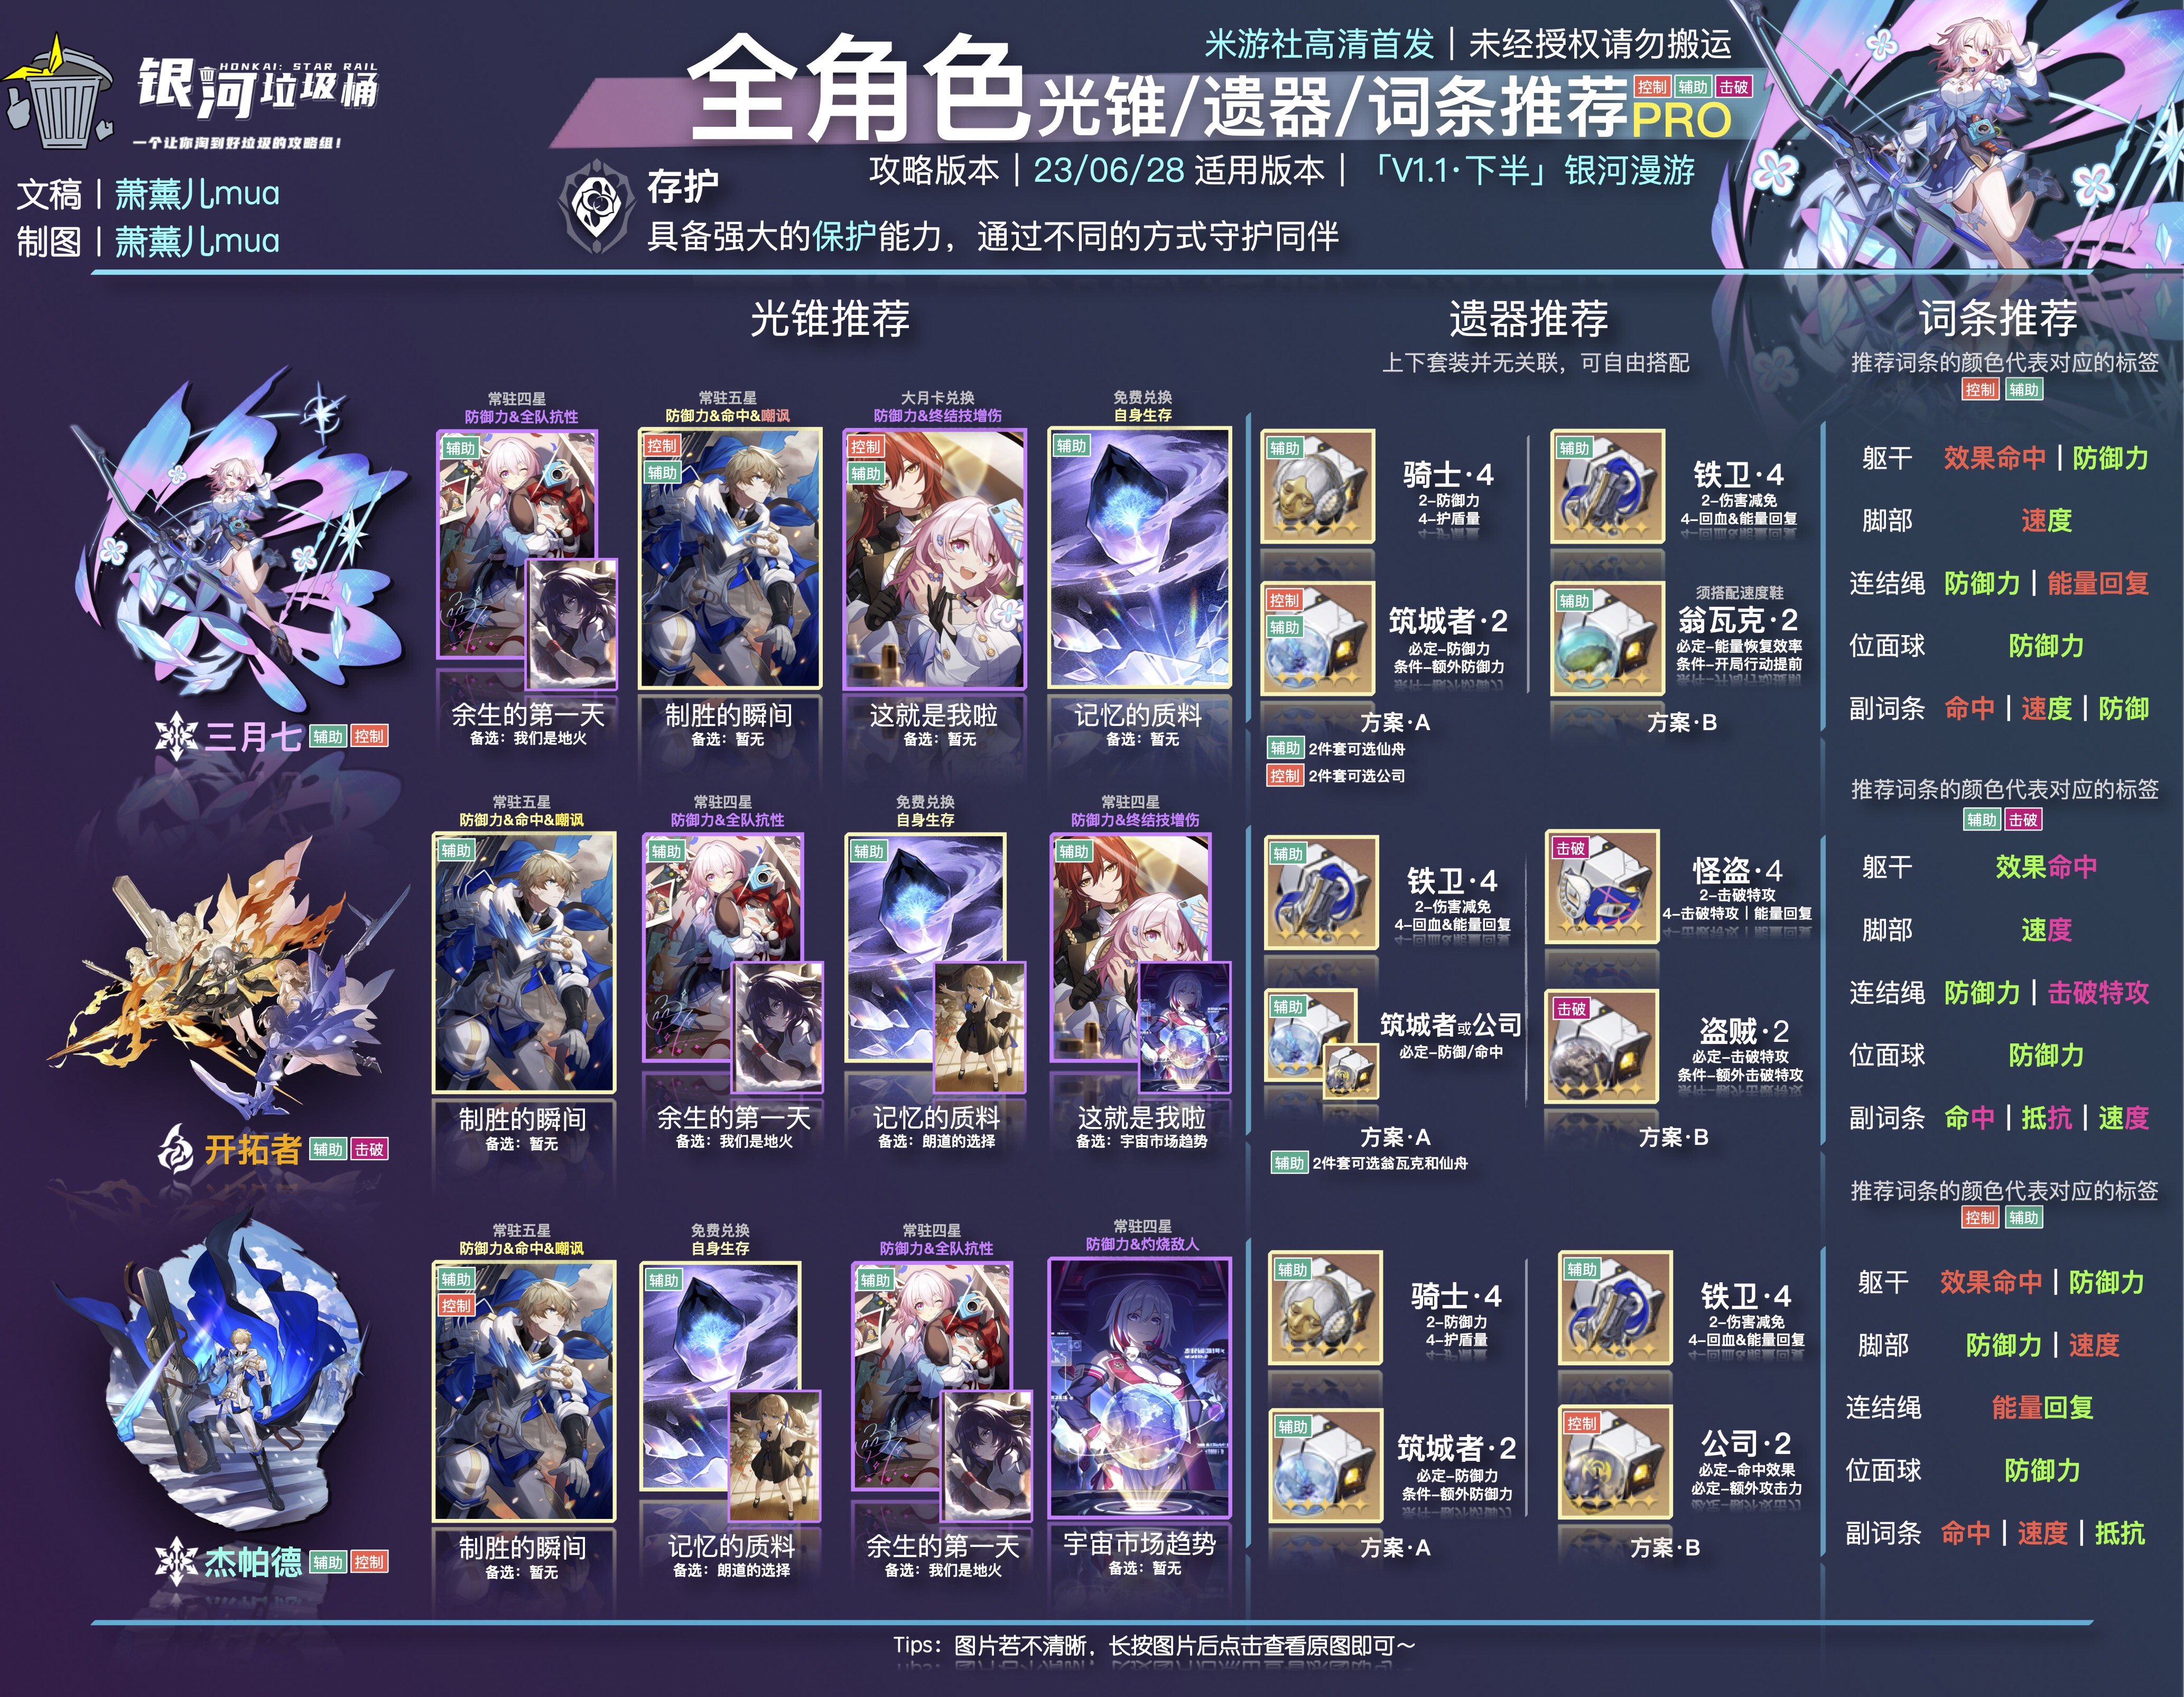 HONKAI: STAR RAIL
银河垃圾桶
一个让你淘到好垃圾的攻略组!
文稿 | 萧薰儿mua
制图 | 萧薰儿mua
米游社高清首发 | 未经授权请勿搬运
全角色光锥/遗器/词条推荐PRO
控制 辅助 击破
攻略版本 | 23/06/28 适用版本 | 「V1.1·下半」银河漫游
存护
具备强大的保护能力，通过不同的方式守护同伴
光锥推荐
遗器推荐
上下套装并无关联，可自由搭配
词条推荐
推荐词条的颜色代表对应的标签
控制 辅助
三月七 辅助 控制
常驻四星
防御力&全队抗性
辅助
余生的第一天
备选：我们是地火
常驻五星
防御力&命中&嘲讽
控制
辅助
制胜的瞬间
备选：暂无
大月卡兑换
防御力&终结技增伤
控制
辅助
这就是我啦
备选：暂无
免费兑换
自身生存
辅助
记忆的质料
备选：暂无
辅助
骑士·4
2-防御力
4-护盾量
控制
辅助
筑城者·2
必定-防御力
条件-额外防御力
方案·A
辅助 2件套可选仙舟
控制 2件套可选公司
辅助
铁卫·4
2-伤害减免
4-回血&能量回复
辅助
须搭配速度鞋
翁瓦克·2
必定-能量恢复效率
条件-开局行动提前
方案·B
躯干 效果命中 | 防御力
脚部 速度
连结绳 防御力 | 能量回复
位面球 防御力
副词条 命中 | 速度 | 防御
推荐词条的颜色代表对应的标签
辅助 击破
开拓者 辅助 击破
常驻五星
防御力&命中&嘲讽
辅助
制胜的瞬间
备选：暂无
常驻四星
防御力&全队抗性
辅助
余生的第一天
备选：我们是地火
免费兑换
自身生存
辅助
记忆的质料
备选：朗道的选择
常驻四星
防御力&终结技增伤
辅助
这就是我啦
备选：宇宙市场趋势
辅助
铁卫·4
2-伤害减免
4-回血&能量回复
辅助
筑城者或公司
必定-防御/命中
方案·A
辅助 2件套可选翁瓦克和仙舟
击破
怪盗·4
2-击破特攻
4-击破特攻 | 能量回复
击破
盗贼·2
必定-击破特攻
条件-额外击破特攻
方案·B
躯干 效果命中
脚部 速度
连结绳 防御力 | 击破特攻
位面球 防御力
副词条 命中 | 抵抗 | 速度
推荐词条的颜色代表对应的标签
控制 辅助
杰帕德 辅助 控制
常驻五星
防御力&命中&嘲讽
辅助
控制
制胜的瞬间
备选：暂无
免费兑换
自身生存
辅助
记忆的质料
备选：朗道的选择
常驻四星
防御力&全队抗性
辅助
余生的第一天
备选：我们是地火
常驻四星
防御力&灼烧敌人
宇宙市场趋势
备选：暂无
辅助
骑士·4
2-防御力
4-护盾量
辅助
筑城者·2
必定-防御力
条件-额外防御力
方案·A
辅助
铁卫·4
2-伤害减免
4-回血&能量回复
控制
公司·2
必定-命中效果
必定-额外攻击力
方案·B
躯干 效果命中 | 防御力
脚部 防御力 | 速度
连结绳 能量回复
位面球 防御力
副词条 命中 | 速度 | 抵抗
Tips：图片若不清晰，长按图片后点击查看原图即可～